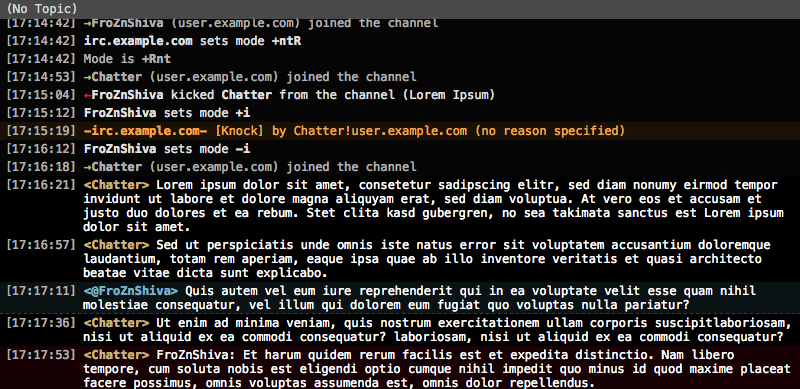 (No Topic)
[17:14:42] →FroZnShiva (user.example.com) joined the channel
[17:14:42] irc.example.com sets mode +ntR
[17:14:42] Mode is +Rnt
[17:14:53] →Chatter (user.example.com) joined the channel
[17:15:04] ←FroZnShiva kicked Chatter from the channel (Lorem Ipsum)
[17:15:12] FroZnShiva sets mode +i
[17:15:19] -irc.example.com- [Knock] by Chatter!user.example.com (no reason specified)
[17:16:12] FroZnShiva sets mode -i
[17:16:18] →Chatter (user.example.com) joined the channel
[17:16:21] <Chatter> Lorem ipsum dolor sit amet, consetetur sadipscing elitr, sed diam nonumy eirmod tempor
invidunt ut labore et dolore magna aliquyam erat, sed diam voluptua. At vero eos et accusam et
justo duo dolores et ea rebum. Stet clita kasd gubergren, no sea takimata sanctus est Lorem ipsum
dolor sit amet.
[17:16:57] <Chatter> Sed ut perspiciatis unde omnis iste natus error sit voluptatem accusantium doloremque
laudantium, totam rem aperiam, eaque ipsa quae ab illo inventore veritatis et quasi architecto
beatae vitae dicta sunt explicabo.
[17:17:11] <@FroZnShiva> Quis autem vel eum iure reprehenderit qui in ea voluptate velit esse quam nihil
molestiae consequatur, vel illum qui dolorem eum fugiat quo voluptas nulla pariatur?
[17:17:36] <Chatter> Ut enim ad minima veniam, quis nostrum exercitationem ullam corporis suscipitlaboriosam,
nisi ut aliquid ex ea commodi consequatur? laboriosam, nisi ut aliquid ex ea commodi consequatur?
[17:17:53] <Chatter> FroZnShiva: Et harum quidem rerum facilis est et expedita distinctio. Nam libero
tempore, cum soluta nobis est eligendi optio cumque nihil impedit quo minus id quod maxime placeat
facere possimus, omnis voluptas assumenda est, omnis dolor repellendus.